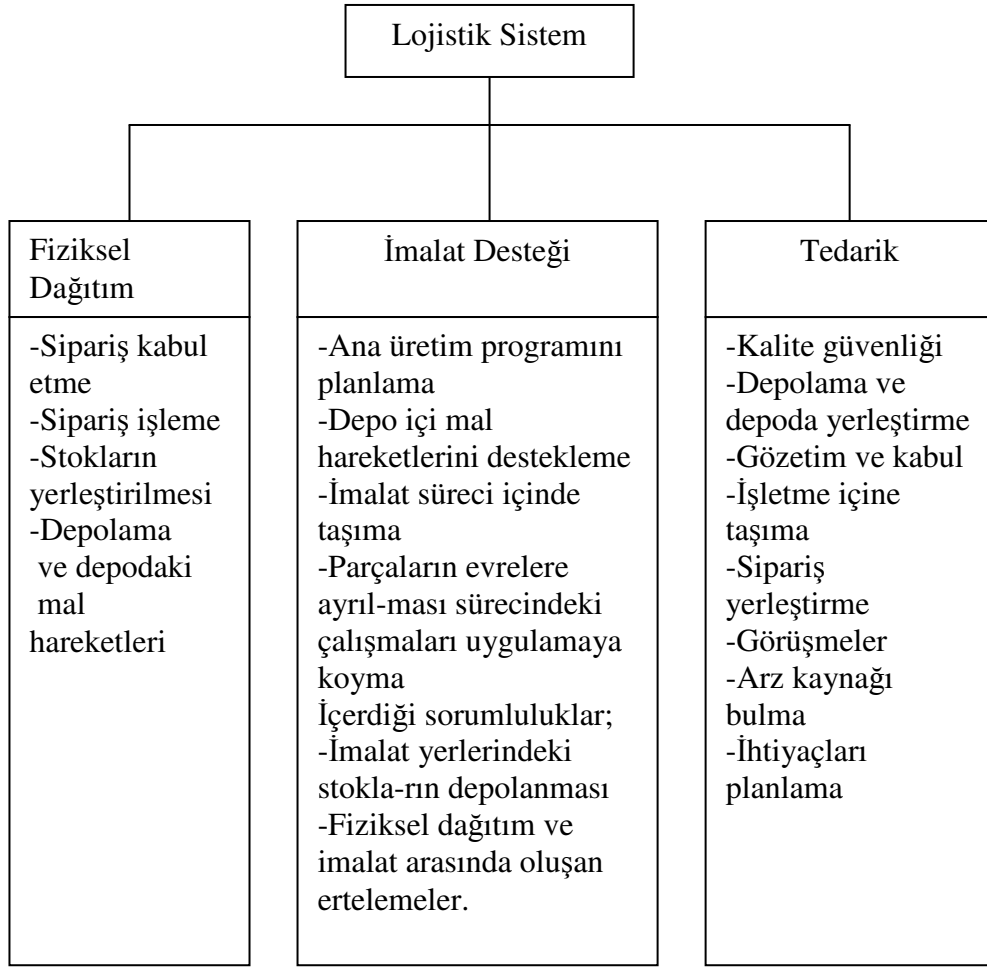 Lojistik Sistem
Fiziksel
Dağıtım
-Sipariş kabul
etme
-Sipariş işleme
-Stokların
yerleştirilmesi
-Depolama
ve depodaki
mal
hareketleri
İmalat Desteği
-Ana üretim programını
planlama
-Depo içi mal
hareketlerini destekleme
-İmalat süreci içinde
taşıma
-Parçaların evrelere
ayrıl-ması sürecindeki
çalışmaları uygulamaya
koyma
İçerdiği sorumluluklar;
-İmalat yerlerindeki
stokla-rın depolanması
-Fiziksel dağıtım ve
imalat arasında oluşan
ertelemeler.
Tedarik
-Kalite güvenliği
-Depolama ve
depoda yerleştirme
-Gözetim ve kabul
-İşletme içine
taşıma
-Sipariş
yerleştirme
-Görüşmeler
-Arz kaynağı
bulma
-İhtiyaçları
planlama